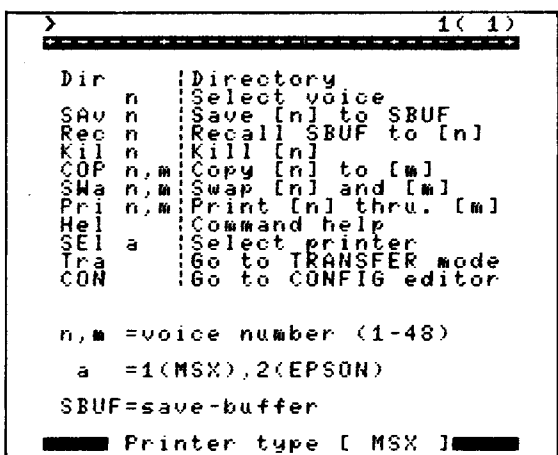 > 1( 1)
Dir |Directory
n |Select voice
SAv n |Save [n] to SBUF
Rec n |Recall SBUF to [n]
Kil n |Kill [n]
COP n,m|Copy [n] to [m]
SWa n,m|Swap [n] and [m]
Pri n,m|Print [n] thru. [m]
Hel |Command help
SEl a |Select printer
Tra |Go to TRANSFER mode
CON |Go to CONFIG editor
n,m =voice number (1-48)
a =1(MSX),2(EPSON)
SBUF=save-buffer
Printer type [ MSX ]